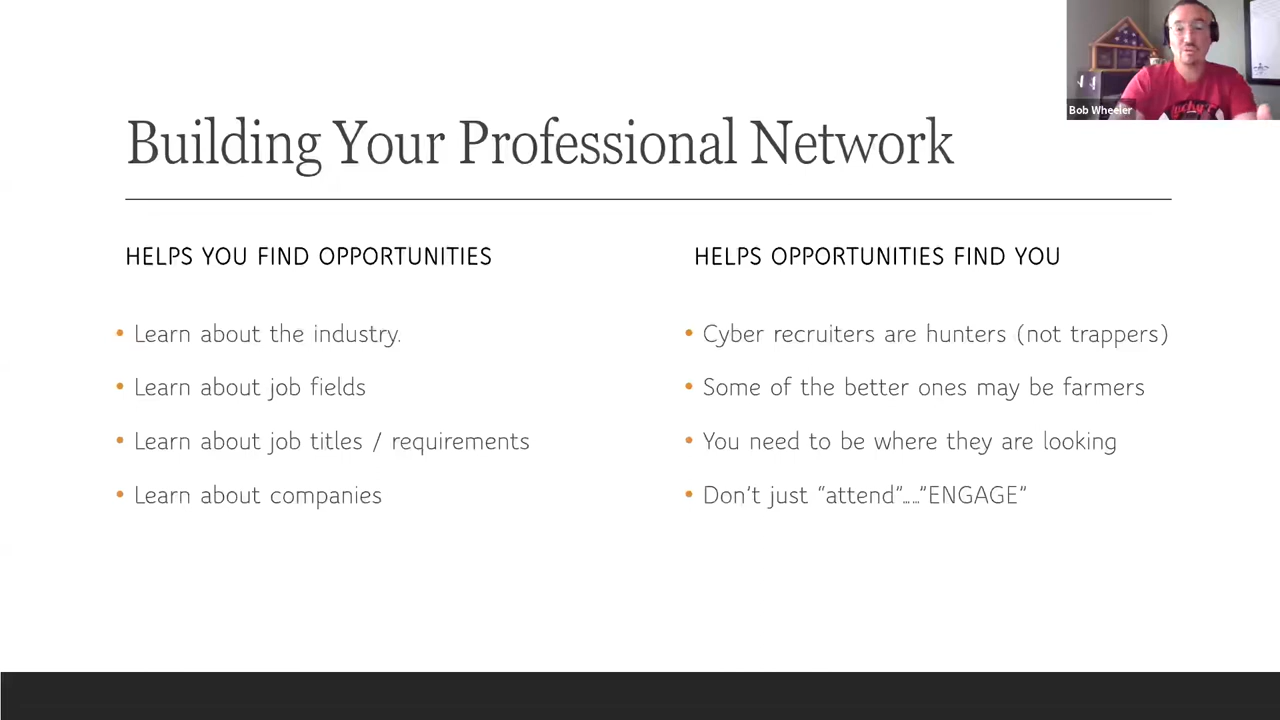 Bob Wheeler
Building Your Professional Network
HELPS YOU FIND OPPORTUNITIES
• Learn about the industry.
• Learn about job fields
• Learn about job titles / requirements
• Learn about companies
HELPS OPPORTUNITIES FIND YOU
• Cyber recruiters are hunters (not trappers)
• Some of the better ones may be farmers
• You need to be where they are looking
• Don’t just “attend”……”ENGAGE”